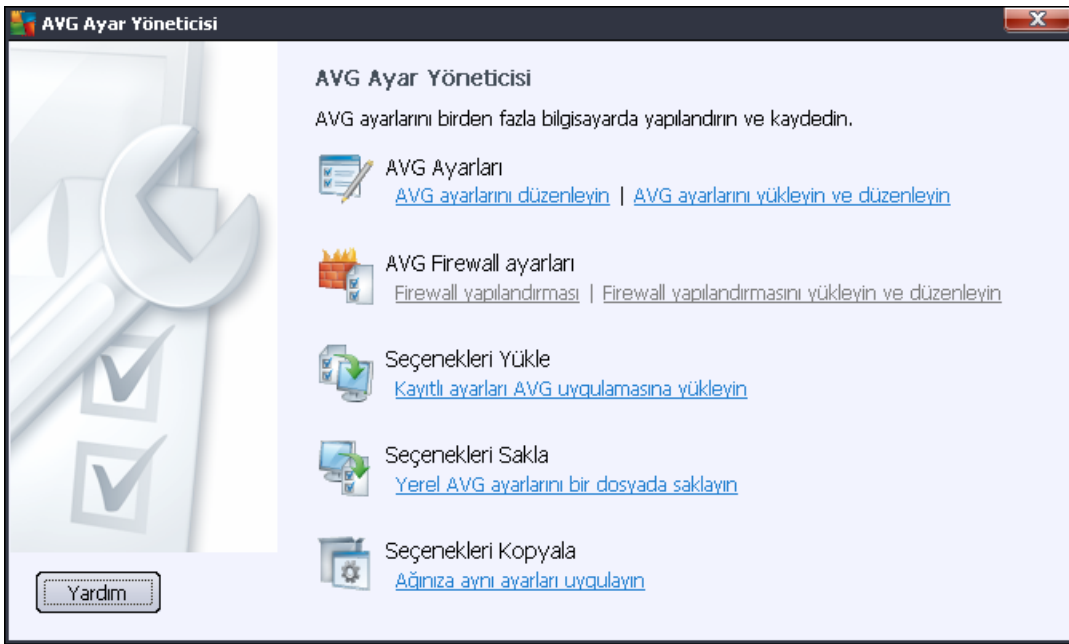 AVG Ayar Yöneticisi
AVG Ayar Yöneticisi
AVG ayarlarını birden fazla bilgisayarda yapılandırın ve kaydedin.
AVG Ayarları
AVG ayarlarını düzenleyin | AVG ayarlarını yükleyin ve düzenleyin
AVG Firewall ayarları
Firewall yapılandırması | Firewall yapılandırmasını yükleyin ve düzenleyin
Seçenekleri Yükle
Kayıtlı ayarları AVG uygulamasına yükleyin
Seçenekleri Sakla
Yerel AVG ayarlarını bir dosyada saklayın
Seçenekleri Kopyala
Ağınıza aynı ayarları uygulayın
Yardım